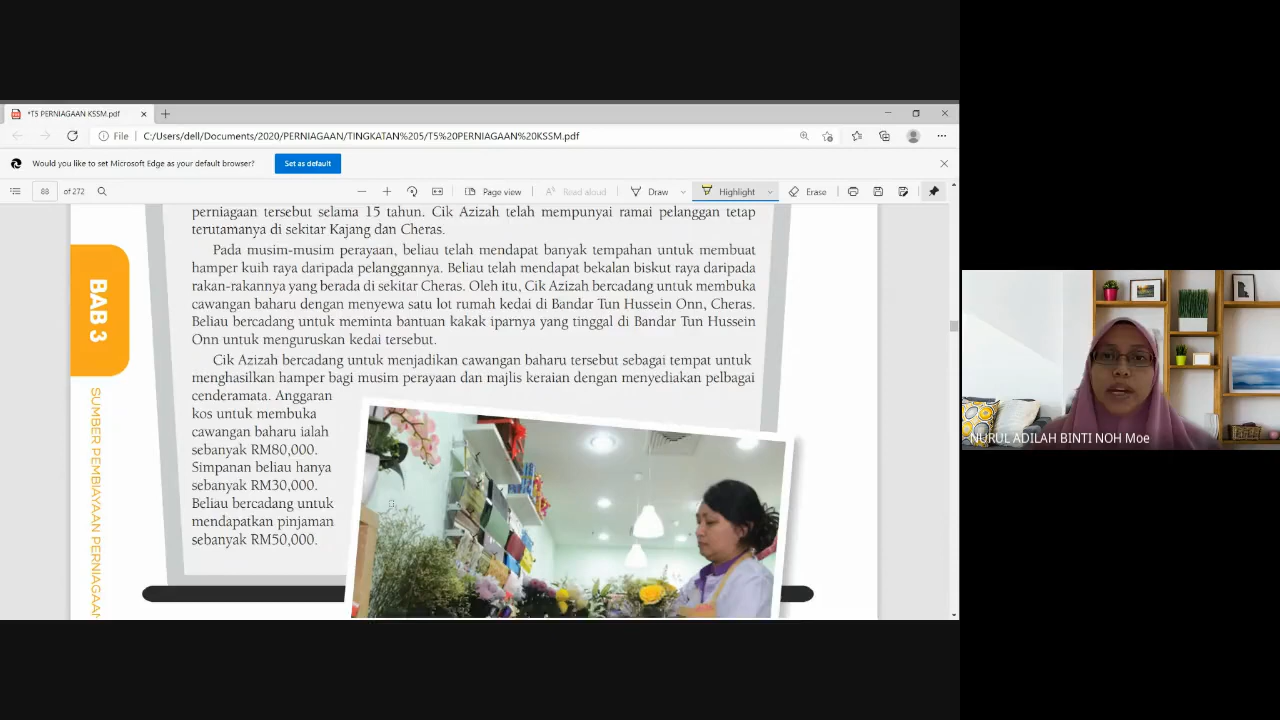 *T5 PERNIAGAAN KSSM.pdf
File
C:/Users/dell/Documents/2020/PERNIAGAAN/TINGKATAN%205/T5%20PERNIAGAAN%20KSSM.pdf
Would you like to set Microsoft Edge as your default browser?
Set as default
88
of 272
Page view
Read aloud
Draw
Highlight
Erase
perniagaan tersebut selama 15 tahun. Cik Azizah telah mempunyai ramai pelanggan tetap
terutamanya di sekitar Kajang dan Cheras.
Pada musim-musim perayaan, beliau telah mendapat banyak tempahan untuk membuat
hamper kuih raya daripada pelanggannya. Beliau telah mendapat bekalan biskut raya daripada
rakan-rakannya yang berada di sekitar Cheras. Oleh itu, Cik Azizah bercadang untuk membuka
cawangan baharu dengan menyewa satu lot rumah kedai di Bandar Tun Hussein Onn, Cheras.
Beliau bercadang untuk meminta bantuan kakak iparnya yang tinggal di Bandar Tun Hussein
Onn untuk menguruskan kedai tersebut.
Cik Azizah bercadang untuk menjadikan cawangan baharu tersebut sebagai tempat untuk
menghasilkan hamper bagi musim perayaan dan majlis keraian dengan menyediakan pelbagai
cenderamata. Anggaran
kos untuk membuka
cawangan baharu ialah
sebanyak RM80,000.
Simpanan beliau hanya
sebanyak RM30,000.
Beliau bercadang untuk
mendapatkan pinjaman
sebanyak RM50,000.
BAB 3
SUMBER PEMBIAYAAN PERNIAGAAN
NURUL ADILAH BINTI NOH Moe